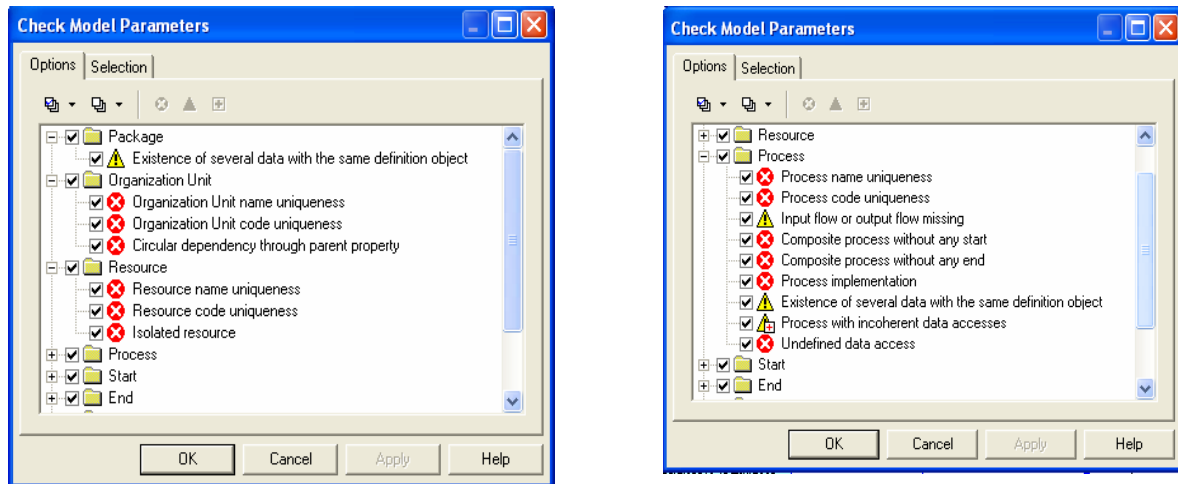 Check Model Parameters
Options
Selection
Package
Existence of several data with the same definition object
Organization Unit
Organization Unit name uniqueness
Organization Unit code uniqueness
Circular dependency through parent property
Resource
Resource name uniqueness
Resource code uniqueness
Isolated resource
Process
Start
End
OK
Cancel
Apply
Help
Check Model Parameters
Options
Selection
Resource
Process
Process name uniqueness
Process code uniqueness
Input flow or output flow missing
Composite process without any start
Composite process without any end
Process implementation
Existence of several data with the same definition object
Process with incoherent data accesses
Undefined data access
Start
End
OK
Cancel
Apply
Help